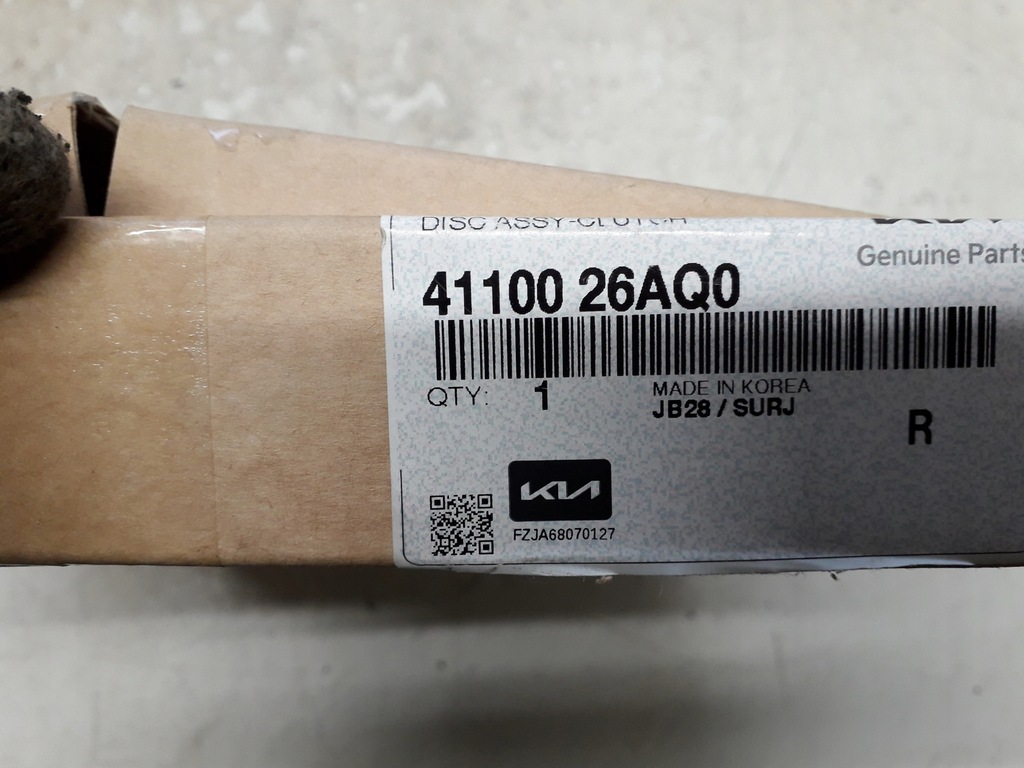 DISC ASSY-CLUTCH
Genuine Parts
41100 26AQ0
QTY: 1
MADE IN KOREA
JB28 / SURJ
R
KIA
FZJA68070127